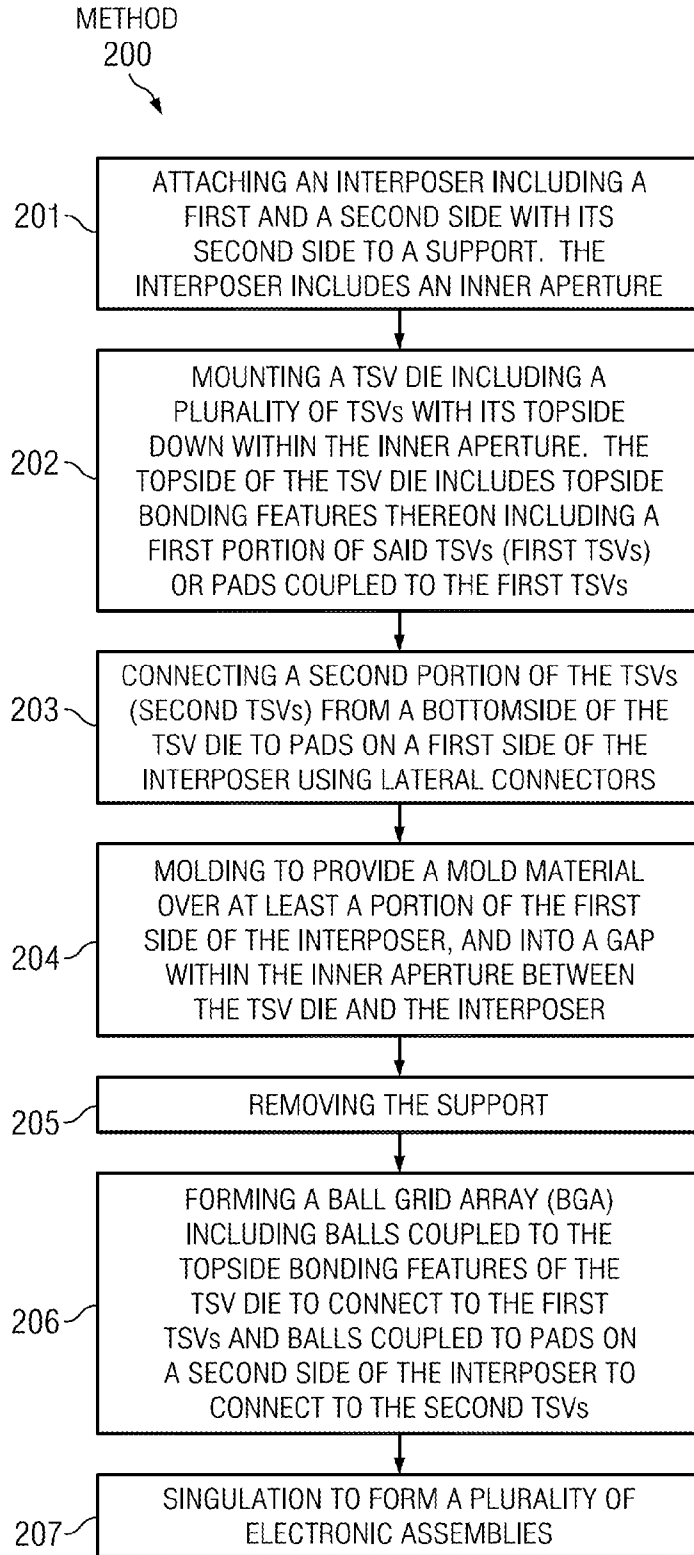 METHOD
200
201
ATTACHING AN INTERPOSER INCLUDING A
FIRST AND A SECOND SIDE WITH ITS
SECOND SIDE TO A SUPPORT. THE
INTERPOSER INCLUDES AN INNER APERTURE
202
MOUNTING A TSV DIE INCLUDING A
PLURALITY OF TSVs WITH ITS TOPSIDE
DOWN WITHIN THE INNER APERTURE. THE
TOPSIDE OF THE TSV DIE INCLUDES TOPSIDE
BONDING FEATURES THEREON INCLUDING A
FIRST PORTION OF SAID TSVs (FIRST TSVs)
OR PADS COUPLED TO THE FIRST TSVs
203
CONNECTING A SECOND PORTION OF THE TSVs
(SECOND TSVs) FROM A BOTTOMSIDE OF THE
TSV DIE TO PADS ON A FIRST SIDE OF THE
INTERPOSER USING LATERAL CONNECTORS
204
MOLDING TO PROVIDE A MOLD MATERIAL
OVER AT LEAST A PORTION OF THE FIRST
SIDE OF THE INTERPOSER, AND INTO A GAP
WITHIN THE INNER APERTURE BETWEEN
THE TSV DIE AND THE INTERPOSER
205
REMOVING THE SUPPORT
206
FORMING A BALL GRID ARRAY (BGA)
INCLUDING BALLS COUPLED TO THE
TOPSIDE BONDING FEATURES OF THE
TSV DIE TO CONNECT TO THE FIRST
TSVs AND BALLS COUPLED TO PADS ON
A SECOND SIDE OF THE INTERPOSER TO
CONNECT TO THE SECOND TSVs
207
SINGULATION TO FORM A PLURALITY OF
ELECTRONIC ASSEMBLIES